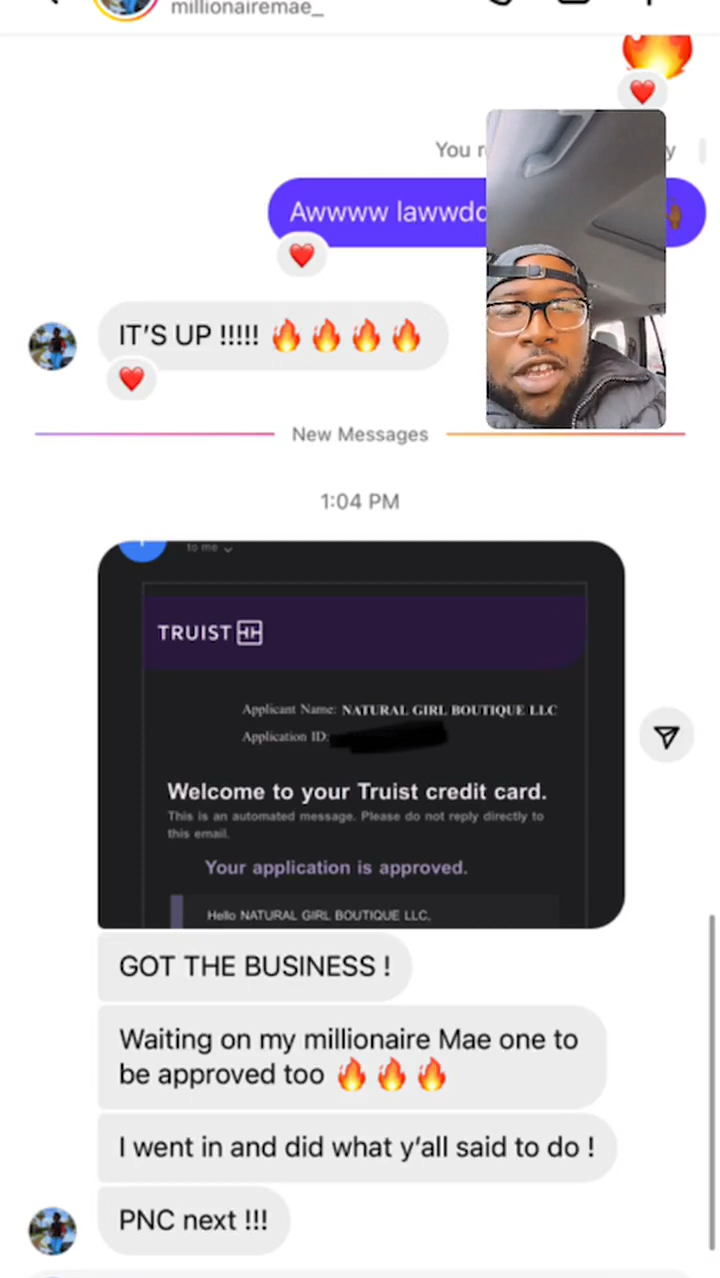 millionairemae_
You
y
Awwww lawwdd
IT'S UP !!!!! 🔥🔥🔥🔥
New Messages
1:04 PM
to me
TRUIST
Applicant Name: NATURAL GIRL BOUTIQUE LLC
Application ID:
Welcome to your Truist credit card.
This is an automated message. Please do not reply directly to
this email.
Your application is approved.
Hello NATURAL GIRL BOUTIQUE LLC,
GOT THE BUSINESS !
Waiting on my millionaire Mae one to
be approved too 🔥🔥🔥
I went in and did what y'all said to do !
PNC next !!!